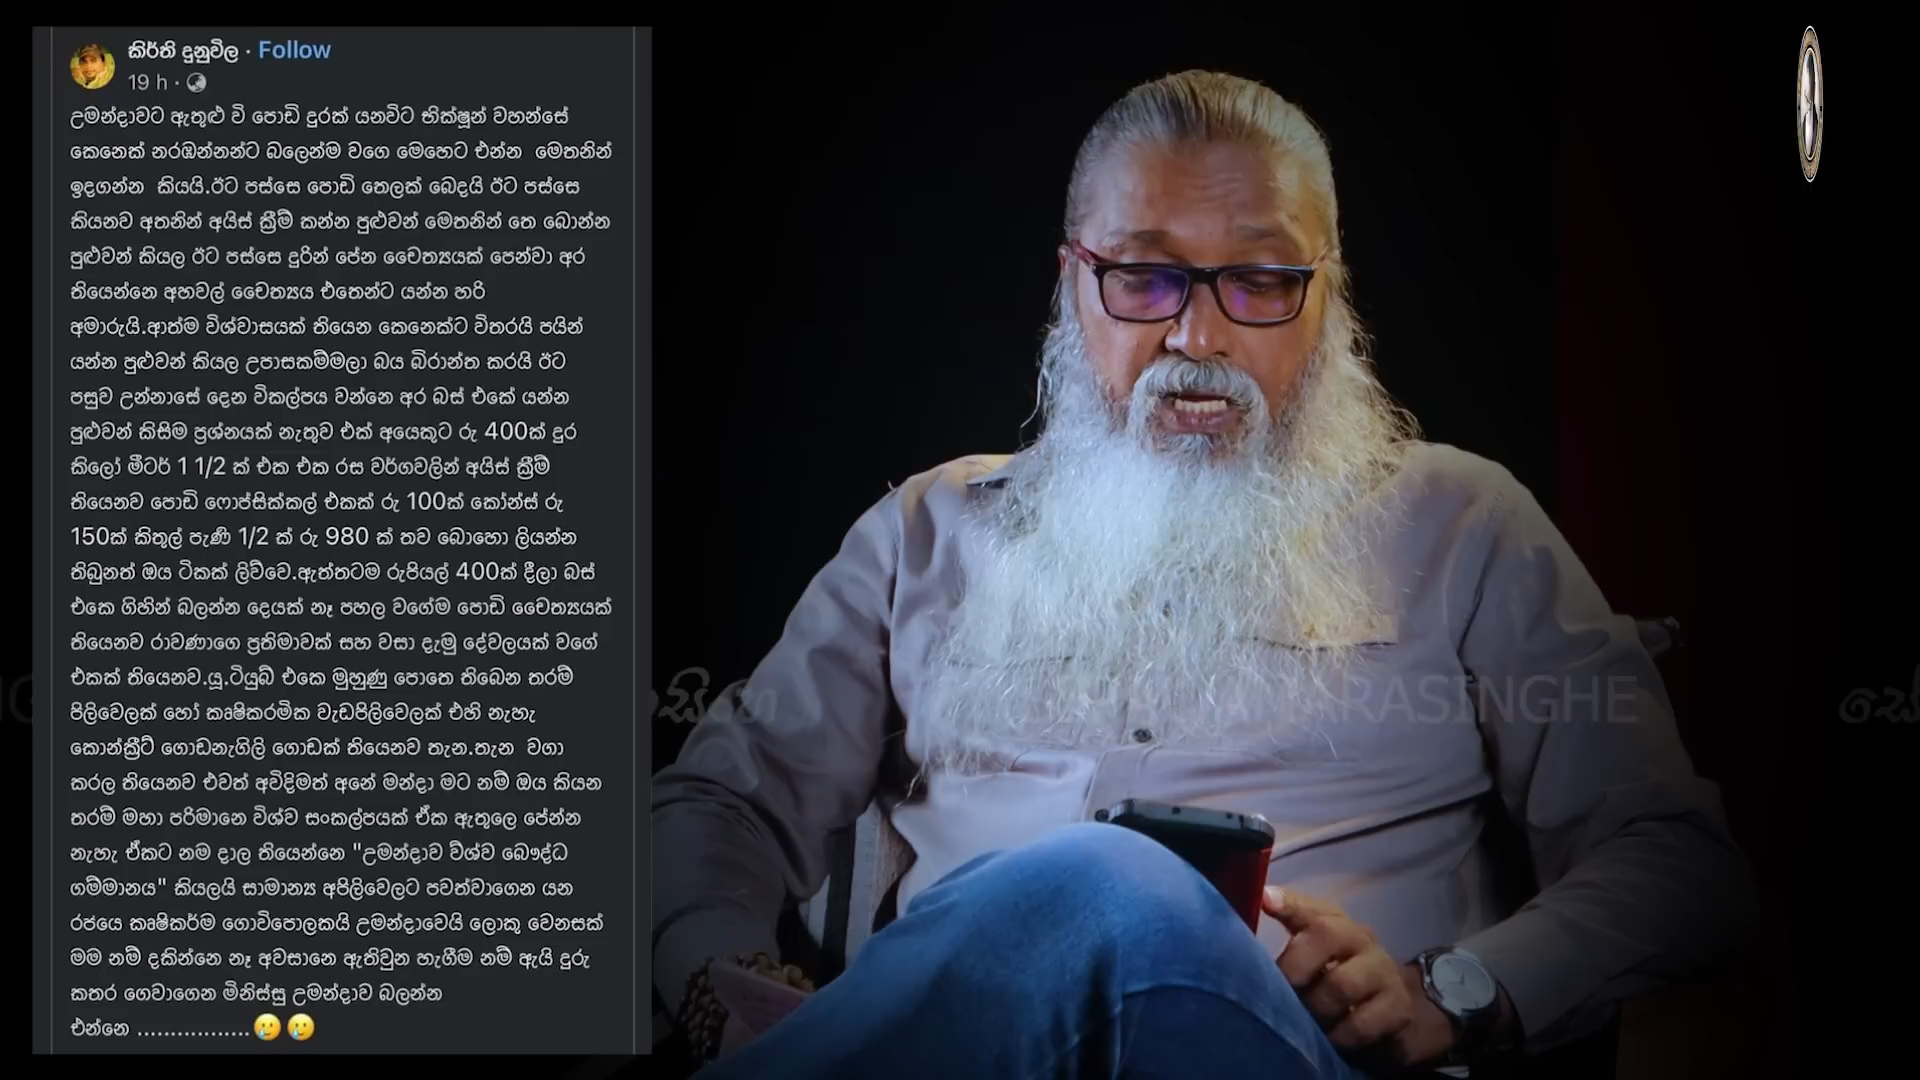 කිර්ති දුනුවිල · Follow
19 h ·
උමන්දාවට ඇතුළු වි පොඩි දුරක් යනවිට භික්ෂූන් වහන්සේ
කෙනෙක් නරඹන්නන්ට බලෙන්ම වගෙ මෙහෙට එන්න මෙතනින්
ඉදගන්න කියයි.ඊට පස්සෙ පොඩි තෙලක් බෙදයි ඊට පස්සෙ
කියනව අතනින් අයිස් ක්‍රීම් කන්න පුළුවන් මෙතනින් තෙ බොන්න
පුළුවන් කියල ඊට පස්සෙ දුරින් පේන චෛත්‍යයක් පෙන්වා අර
තියෙන්නෙ අහවල් චෛත්‍යය එතෙන්ට යන්න හරි
අමාරුයි.ආත්ම විශ්වාසයක් තියෙන කෙනෙක්ට විතරයි පයින්
යන්න පුළුවන් කියල උපාසකම්මලා බය බිරාන්ත කරයි ඊට
පසුව උන්නාසේ දෙන විකල්පය වන්නෙ අර බස් එකේ යන්න
පුළුවන් කිසිම ප්‍රශ්නයක් නැතුව එක් අයෙකුට රු 400ක් දුර
කිලෝ මීටර් 1 1/2 ක් එක එක රස වර්ගවලින් අයිස් ක්‍රීම්
තියෙනව පොඩි ෆොප්සික්කල් එකක් රු 100ක් කෝන්ස් රු
150ක් කිතුල් පැණි 1/2 ක් රු 980 ක් තව බොහො ලියන්න
තිබුනත් ඔය ටිකක් ලිව්වෙ.ඇත්තටම රුපියල් 400ක් දීලා බස්
එකෙ ගිහින් බලන්න දෙයක් නෑ පහල වගේම පොඩි චෛත්‍යයක්
තියෙනව රාවණාගෙ ප්‍රතිමාවක් සහ වසා දැමු දේවලයක් වගේ
එකක් තියෙනව.යූ.ටියුබ් එකෙ මුහුණු පොතෙ තිබෙන තරම්
පිලිවෙලක් හෝ කෘෂිකරමික වැඩපිලිවෙලක් එහි නැහැ
කොන්ක්‍රීට් ගොඩනැගිලි ගොඩක් තියෙනව තැන.තැන වගා
කරල තියෙනව එවත් අවිදිමත් අනේ මන්දා මට නම් ඔය කියන
තරම් මහා පරිමානෙ විශ්ව සංකල්පයක් ඒක ඇතුලෙ පේන්න
නැහැ ඒකට නම දාල තියෙන්නෙ "උමන්දාව විශ්ව බෞද්ධ
ගම්මානය" කියලයි සාමාන්‍ය අපිලිවෙලට පවත්වාගෙන යන
රජයෙ කෘෂිකර්ම ගොවිපොලකයි උමන්දාවෙයි ලොකු වෙනසක්
මම නම් දකින්නෙ නෑ අවසානෙ ඇතිවුන හැගීම නම් ඇයි දුරු
කතර ගෙවාගෙන මිනිස්සු උමන්දාව බලන්න
එන්නෙ .................🥲🥲